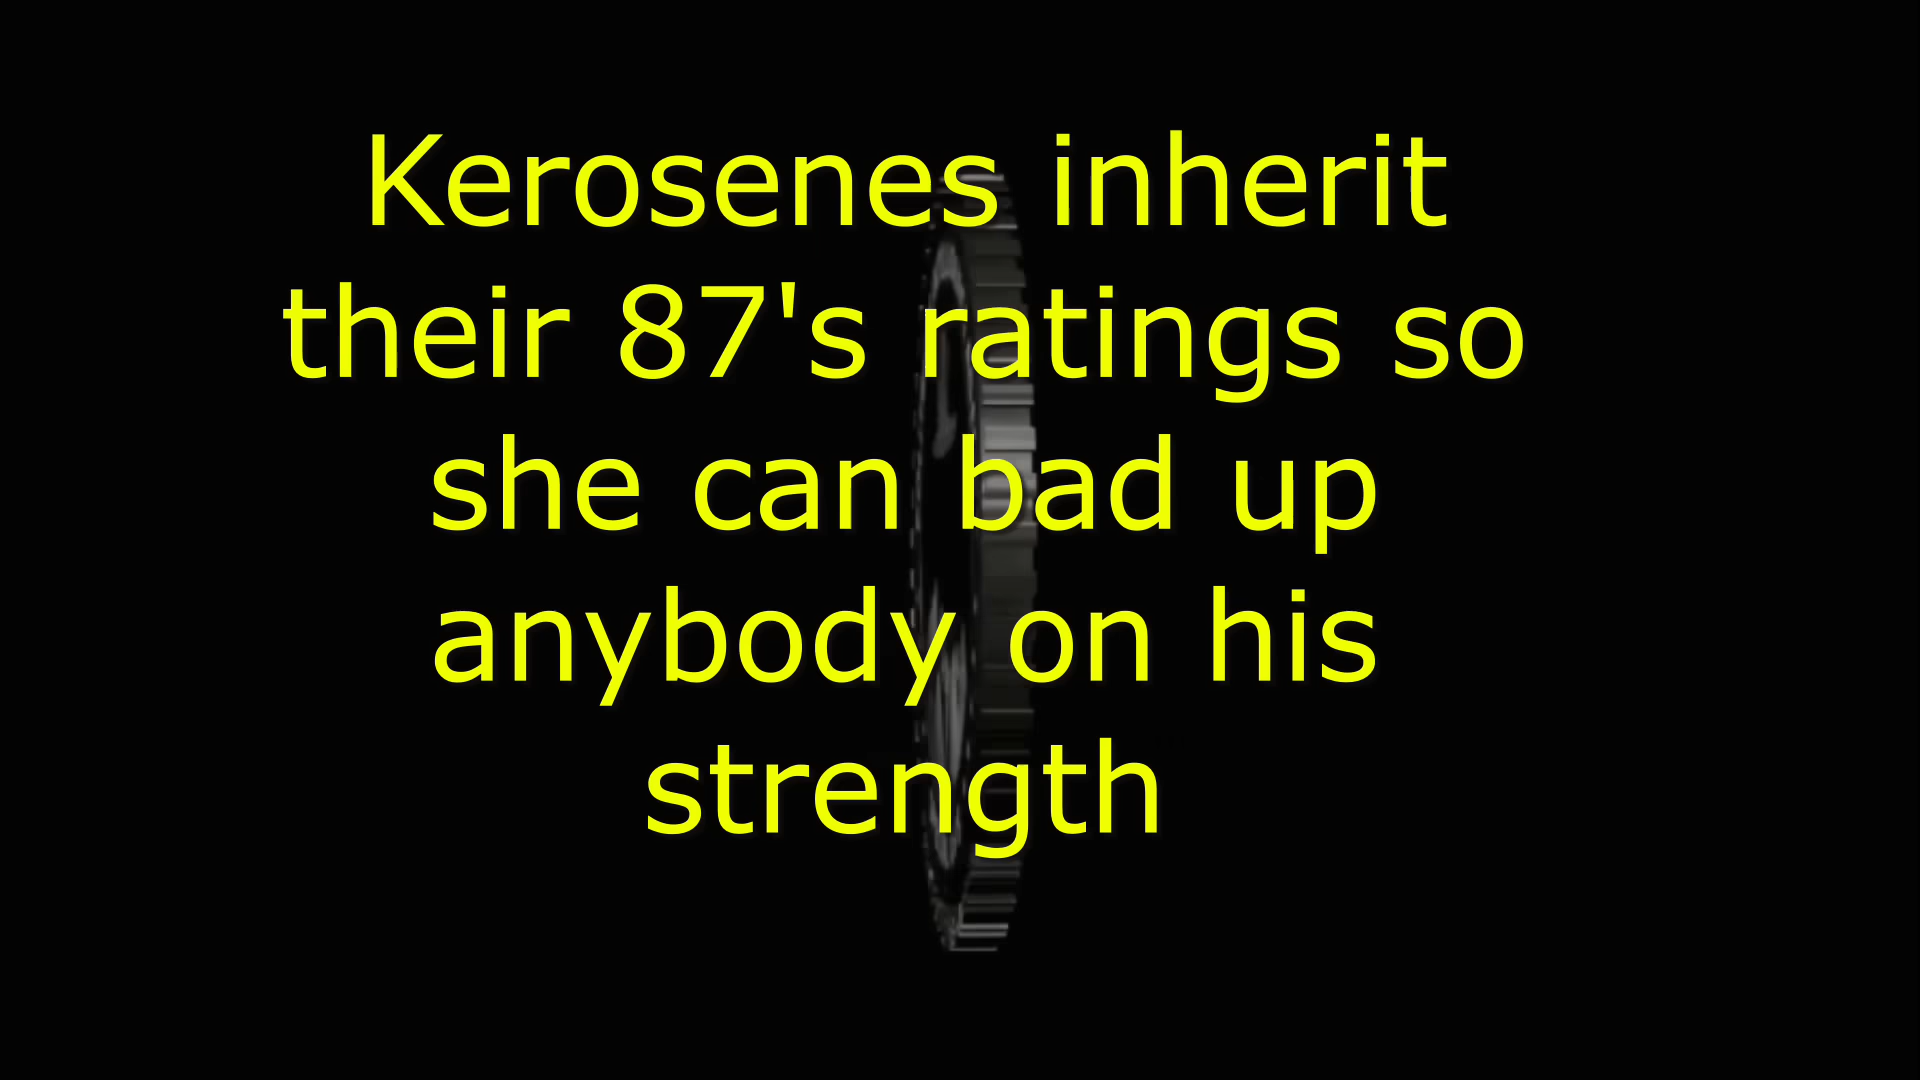 Kerosenes inherit
their 87's ratings so
she can bad up
anybody on his
strength